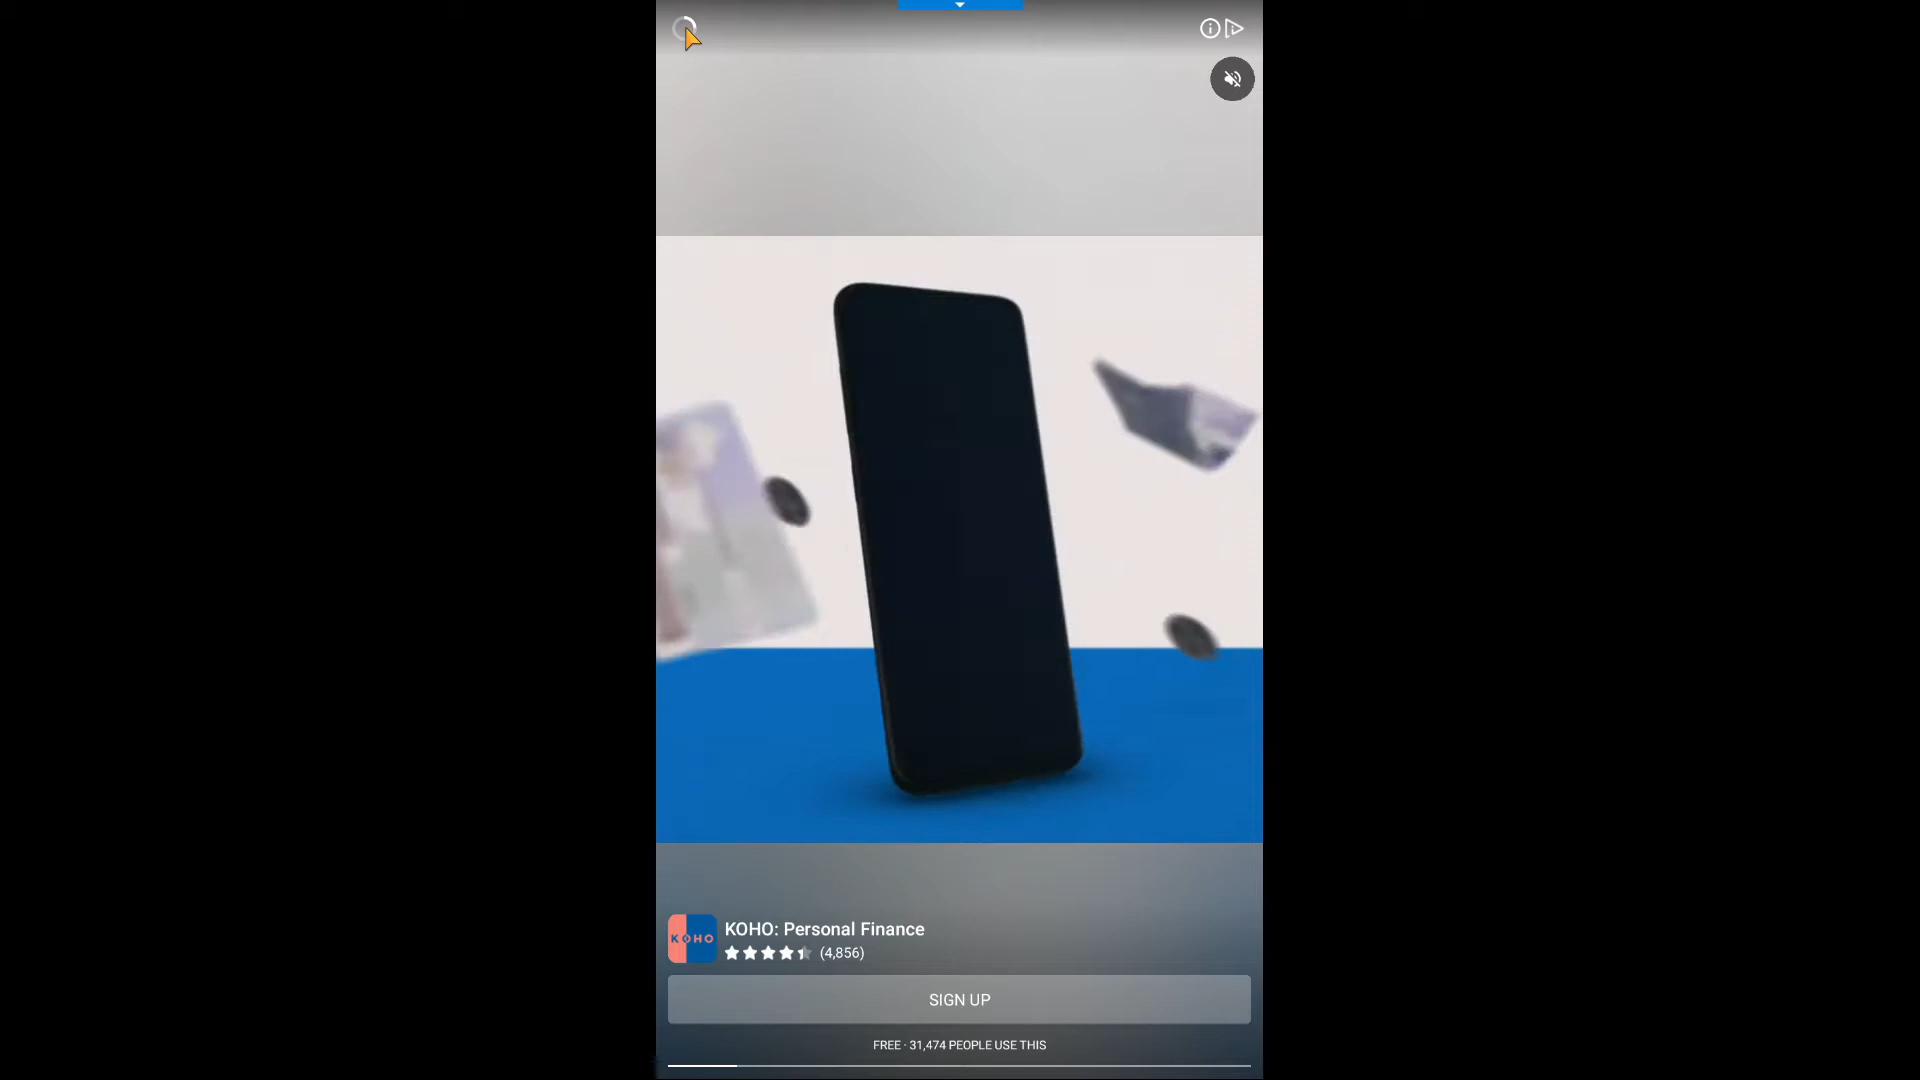 KOHO
KOHO: Personal Finance
(4,856)
SIGN UP
FREE · 31,474 PEOPLE USE THIS